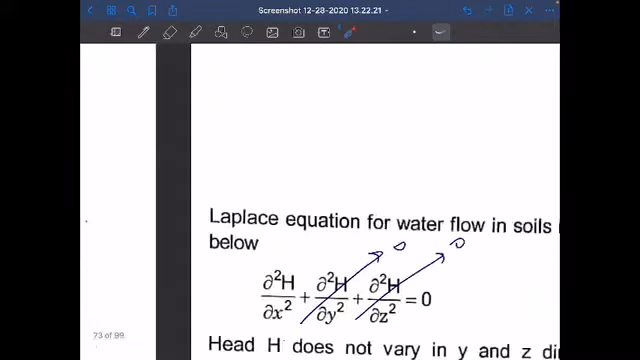 Screenshot 12-28-2020 13.22.21
Laplace equation for water flow in soils
below
∂²H/∂x² + ∂²H/∂y² + ∂²H/∂z² = 0
0 0
73 of 99
Head H does not vary in y and z di